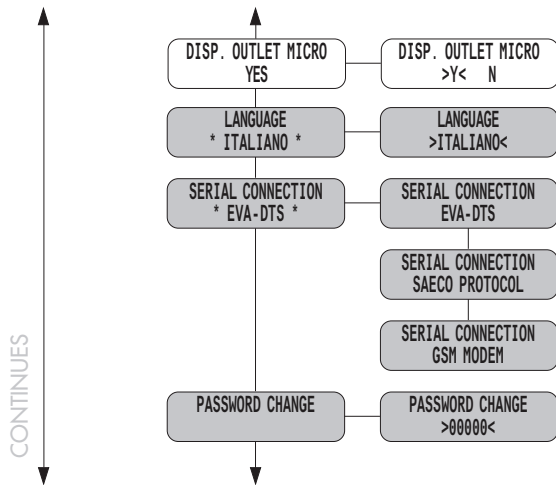 DISP. OUTLET MICRO
YES
DISP. OUTLET MICRO
>Y< N
LANGUAGE
* ITALIANO *
LANGUAGE
>ITALIANO<
SERIAL CONNECTION
* EVA-DTS *
SERIAL CONNECTION
EVA-DTS
SERIAL CONNECTION
SAECO PROTOCOL
SERIAL CONNECTION
GSM MODEM
PASSWORD CHANGE
PASSWORD CHANGE
>00000<
CONTINUES